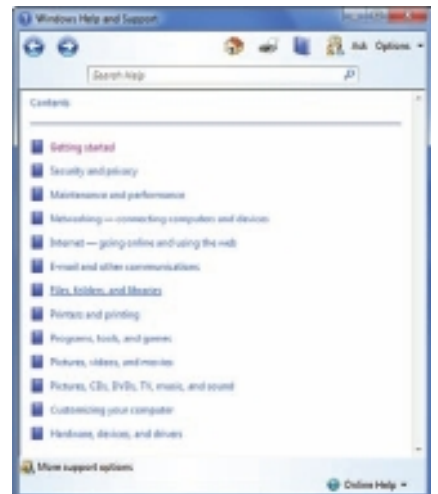 Windows Help and Support
Ask Options
Search Help
Contents
Getting started
Security and privacy
Maintenance and performance
Networking — connecting computers and devices
Internet — going online and using the web
E-mail and other communications
Files, folders, and libraries
Printers and printing
Programs, tools, and games
Pictures, videos, and movies
Pictures, CDs, DVDs, TV, music, and sound
Customizing your computer
Hardware, devices, and drivers
More support options
Online Help